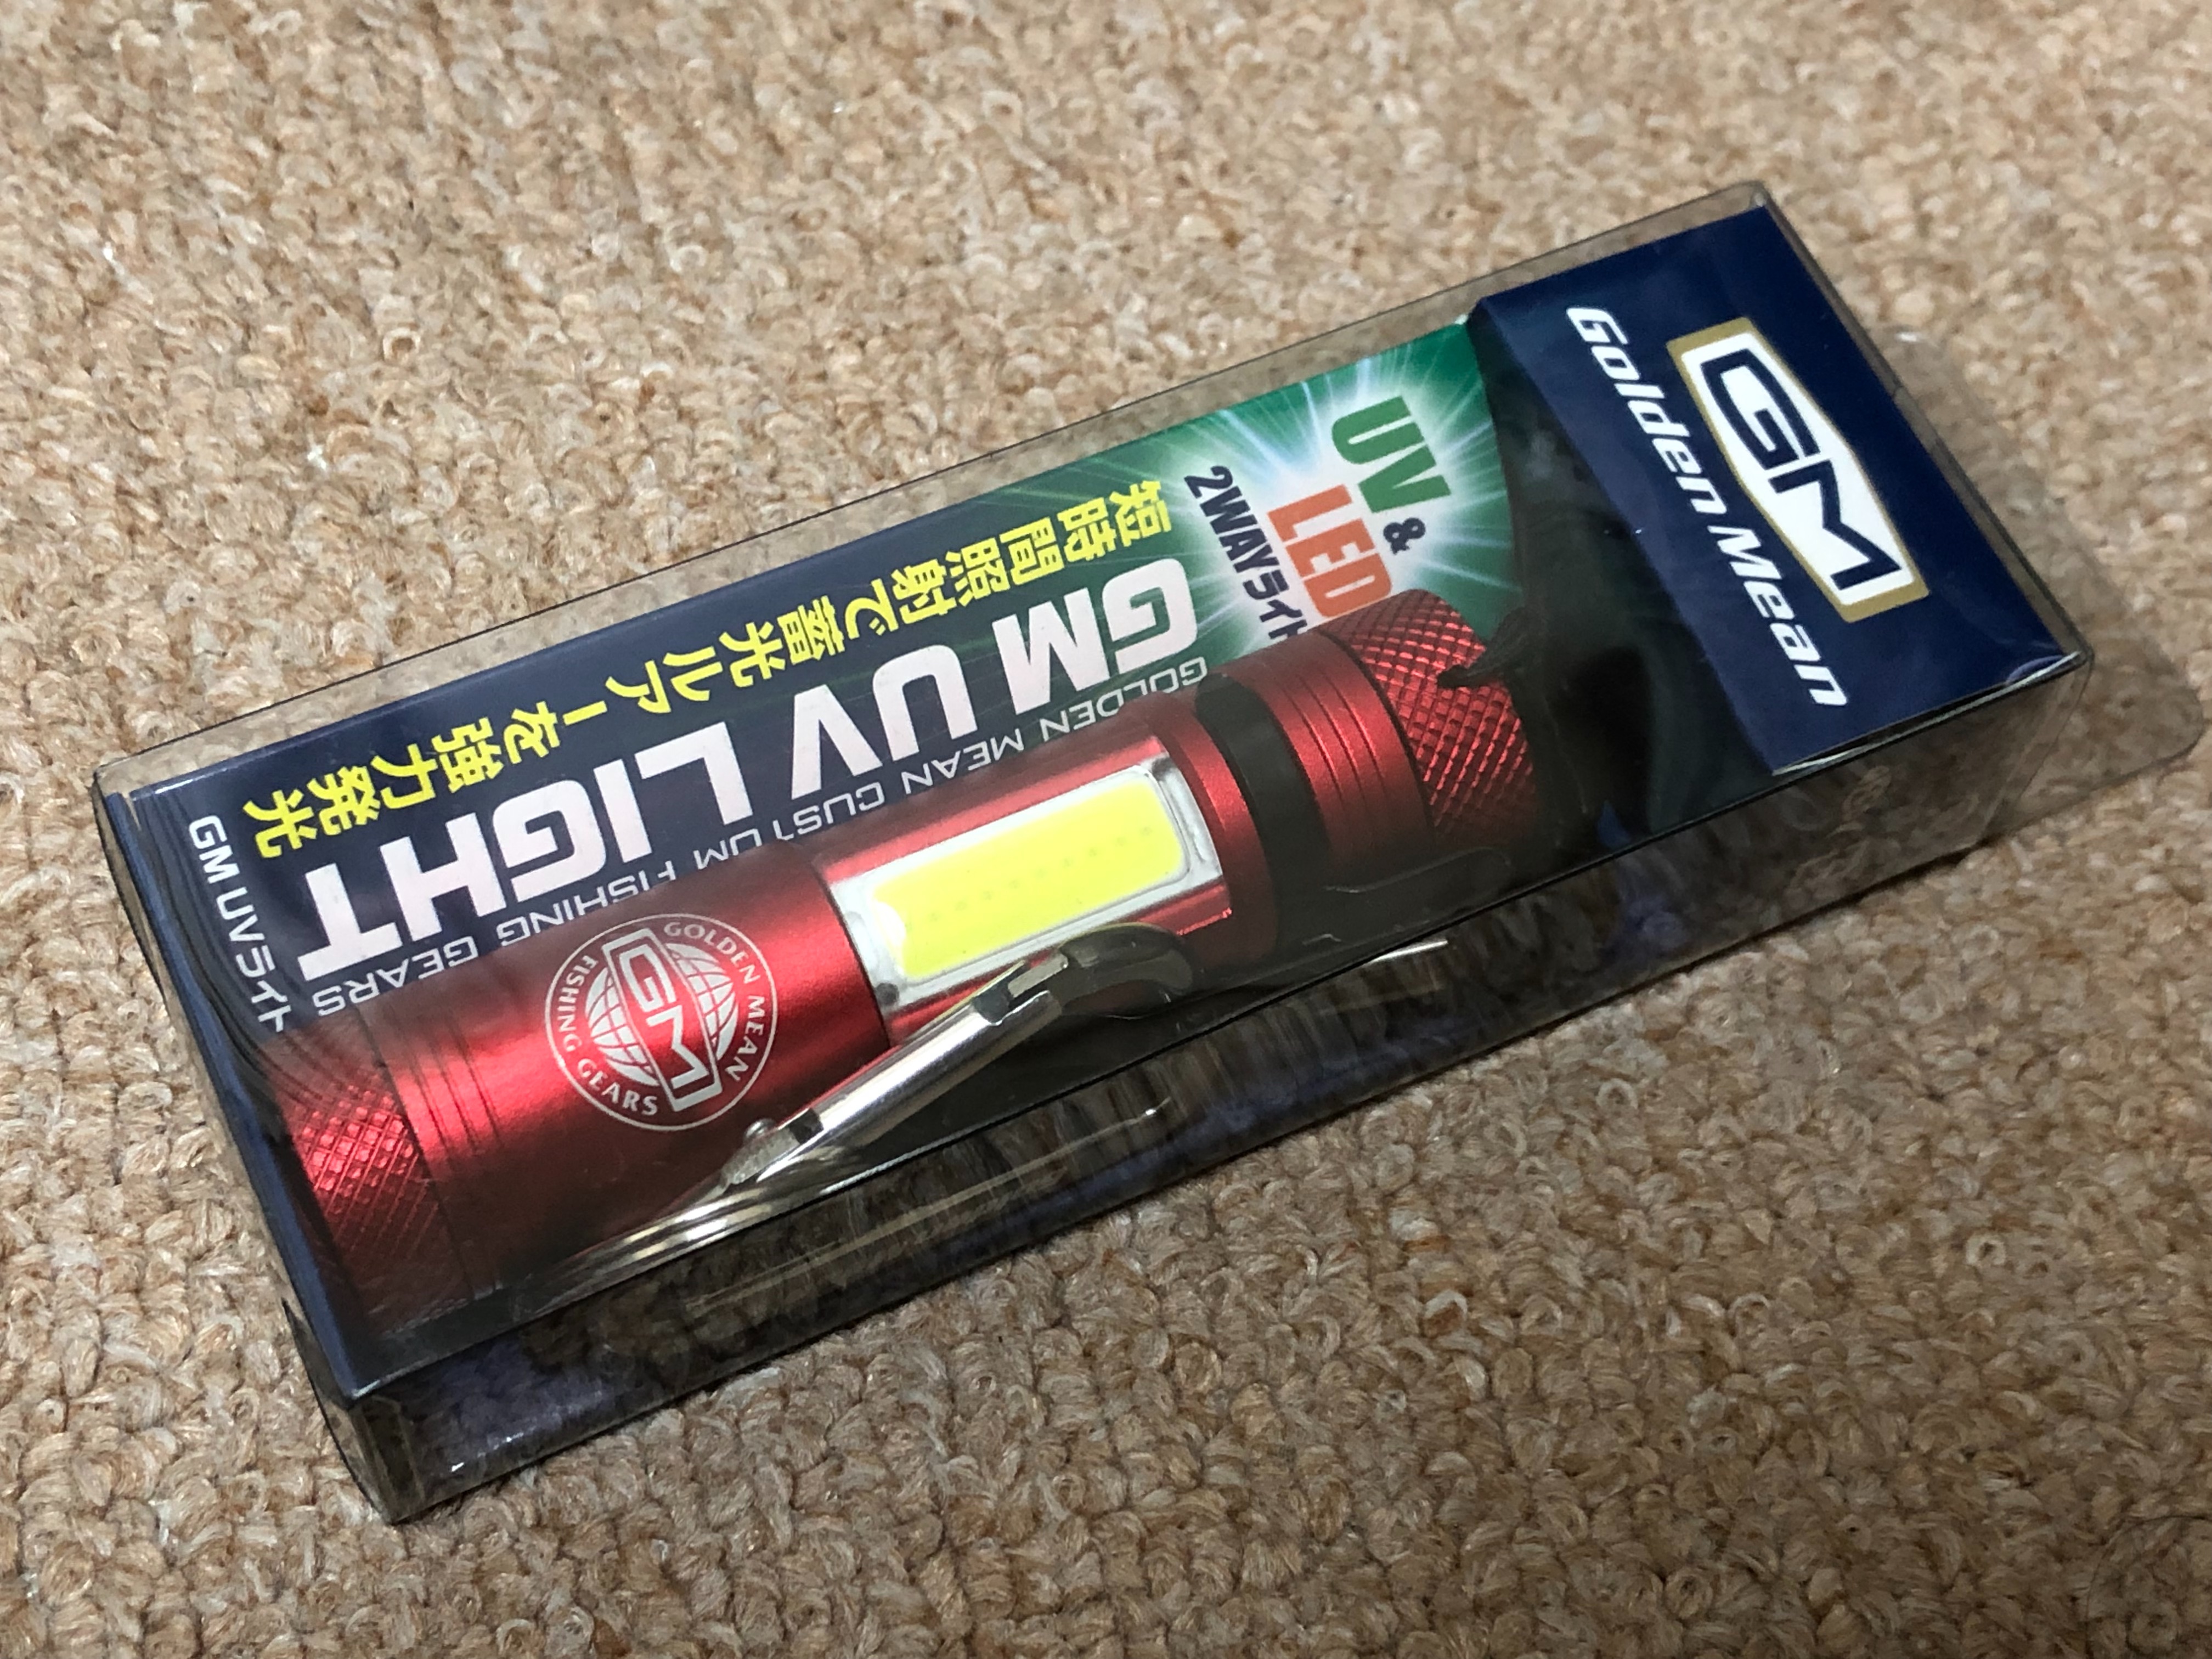 GM
Golden Mean
UV
&
LED
2WAYライト
短時間照射で蓄光ルアーを強力発光
GM UV LIGHT
GOLDEN MEAN CUSTOM FISHING GEARS
GM UVライト
GOLDEN MEAN
GM
FISHING GEARS